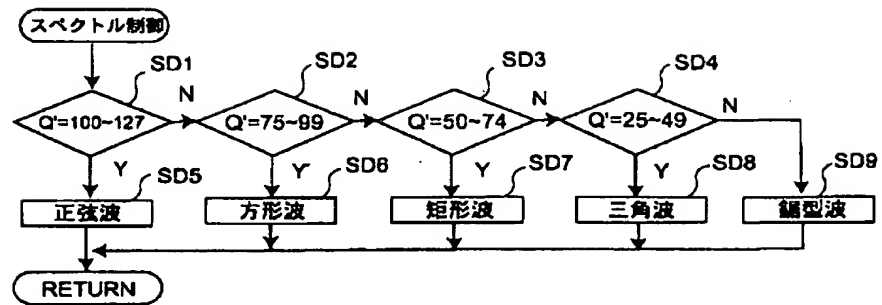 スペクトル制御
SD1
SD2
SD3
SD4
N
N
N
N
Q'=100~127
Q'=75~99
Q'=50~74
Q'=25~49
Y
Y
Y
Y
SD5
SD6
SD7
SD8
SD9
正弦波
方形波
矩形波
三角波
鋸型波
RETURN